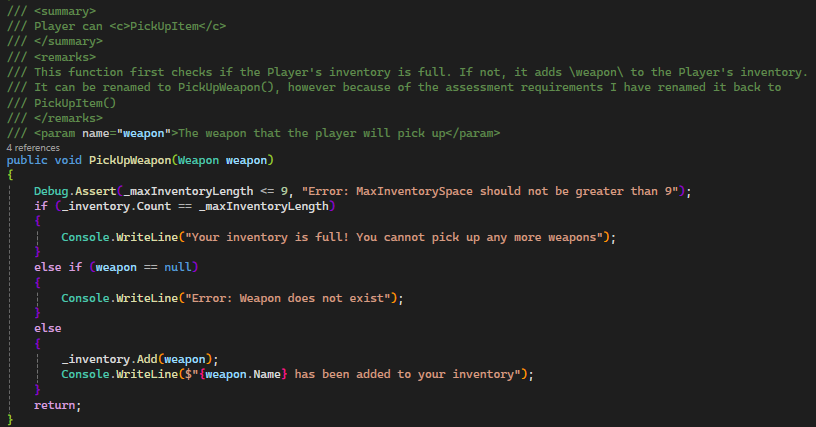 /// <summary>
/// Player can <c>PickUpItem</c>
/// </summary>
/// <remarks>
/// This function first checks if the Player's inventory is full. If not, it adds \weapon\ to the Player's inventory.
/// It can be renamed to PickUpWeapon(), however because of the assessment requirements I have renamed it back to
/// PickUpItem()
/// </remarks>
/// <param name="weapon">The weapon that the player will pick up</param>
4 references
public void PickUpWeapon(Weapon weapon)
{
    Debug.Assert(_maxInventoryLength <= 9, "Error: MaxInventorySpace should not be greater than 9");
    if (_inventory.Count == _maxInventoryLength)
    {
        Console.WriteLine("Your inventory is full! You cannot pick up any more weapons");
    }
    else if (weapon == null)
    {
        Console.WriteLine("Error: Weapon does not exist");
    }
    else
    {
        _inventory.Add(weapon);
        Console.WriteLine($"{weapon.Name} has been added to your inventory");
    }
    return;
}